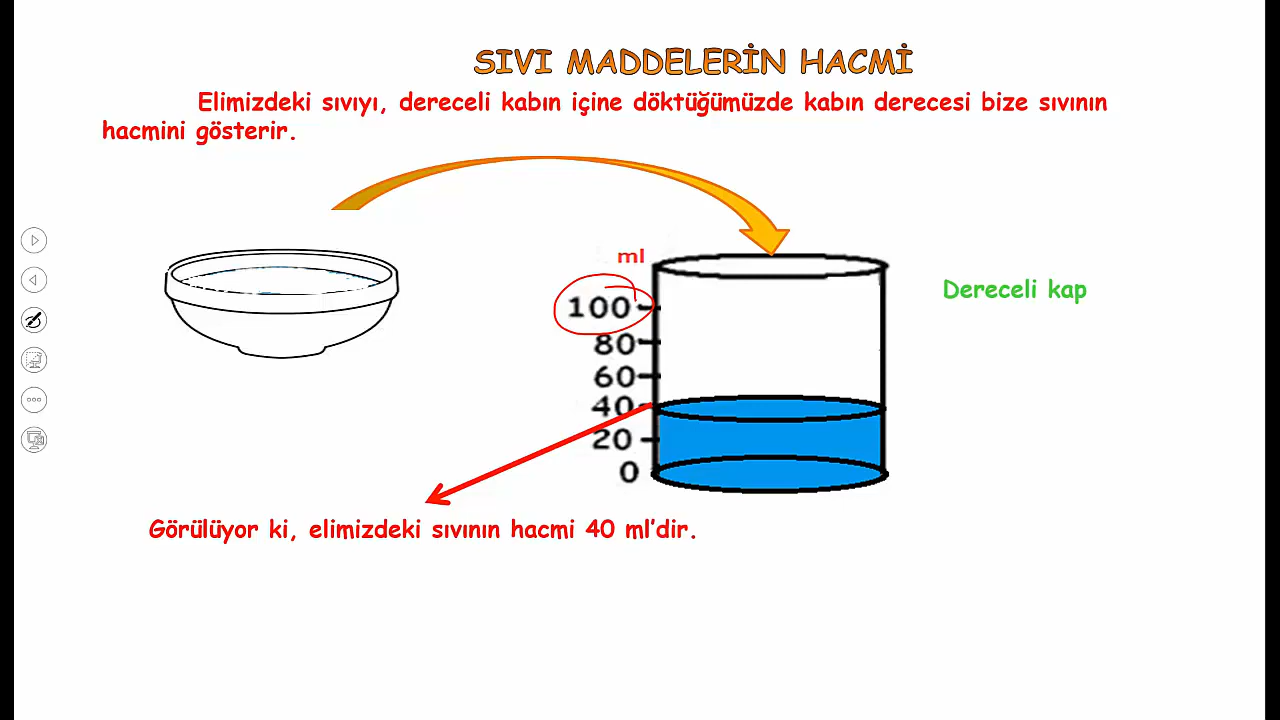 SIVI MADDELERİN HACMİ
Elimizdeki sıvıyı, dereceli kabın içine döktüğümüzde kabın derecesi bize sıvının
hacmini gösterir.
ml
100
80
60
40
20
0
Dereceli kap
Görülüyor ki, elimizdeki sıvının hacmi 40 ml’dir.